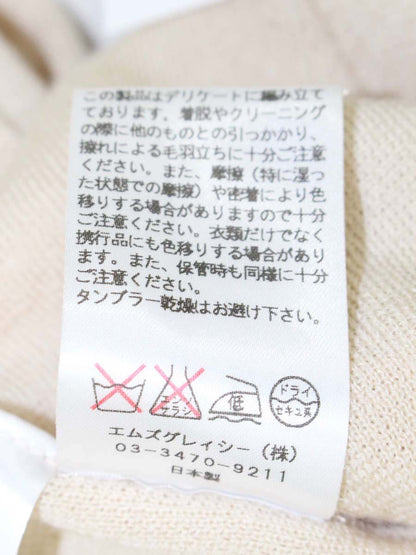 この製品はデリケートに編み立て
ております。着脱やクリーニング
の際に他のものとの引っかかり、
擦れによる毛羽立ちに十分ご注意
ください。また、摩擦（特に湿っ
た状態での摩擦）や密着により色
移りする場合がありますので十分
ご注意ください。衣類だけでなく
携行品にも色移りする場合があり
ます。また、保管時も同様に十分
ご注意ください。
タンブラー乾燥はお避け下さい。
エンソ サラシ
低
ドライ セキユ系
エムズグレイシー（株）
03-3470-9211
日本製